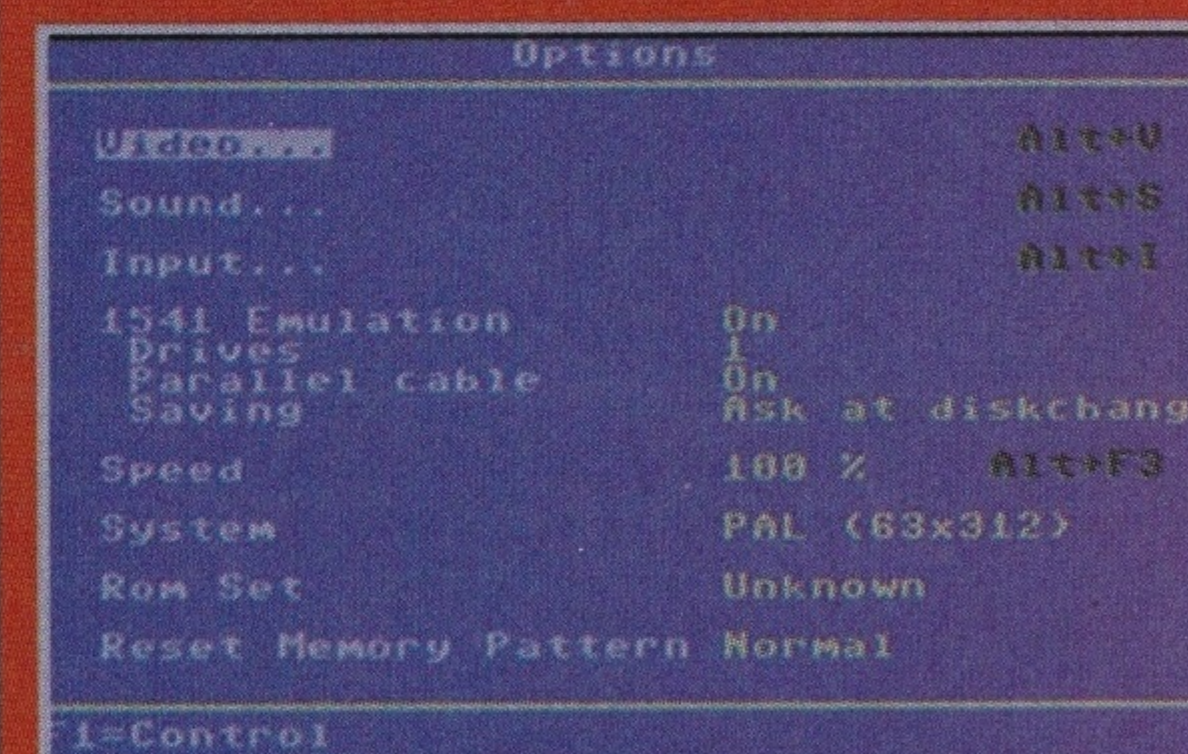 Options
Video... Alt+V
Sound... Alt+S
Input... Alt+I
1541 Emulation On
Drives 1
Parallel cable On
Saving Ask at diskchang
Speed 100 % Alt+F3
System PAL (63x312)
Rom Set Unknown
Reset Memory Pattern Normal
F1=Control